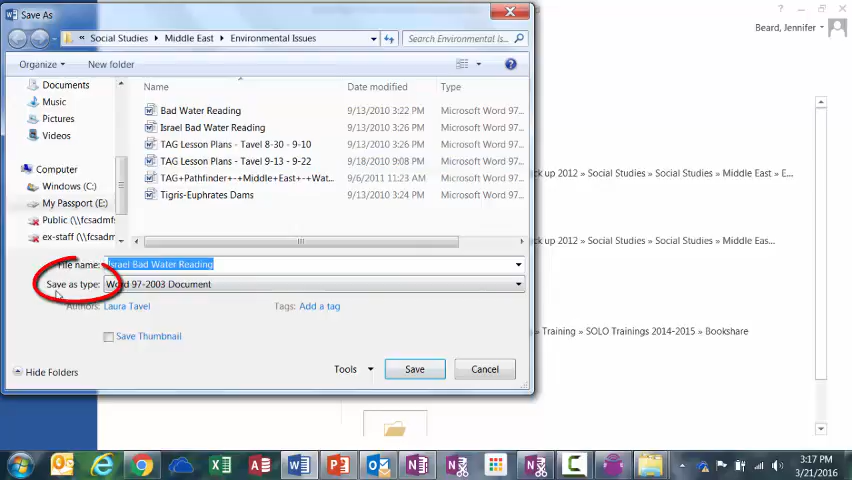 Save As
Beard, Jennifer
« Social Studies ▸ Middle East ▸ Environmental Issues
Search Environmental Is...
Organize
New folder
Documents
Music
Pictures
Videos
Computer
Windows (C:)
My Passport (E:)
Public (\\fcsadmfs
ex-staff (\\fcsadm
Name
Date modified
Type
Bad Water Reading
9/13/2010 3:22 PM
Microsoft Word 97...
Israel Bad Water Reading
9/13/2010 3:26 PM
Microsoft Word 97...
TAG Lesson Plans - Tavel 8-30 - 9-10
9/13/2010 3:26 PM
Microsoft Word 97...
TAG Lesson Plans - Tavel 9-13 - 9-22
9/18/2010 9:08 PM
Microsoft Word 97...
TAG+Pathfinder+-+Middle+East+-+Wat...
9/6/2011 11:23 AM
Microsoft Word 97...
Tigris-Euphrates Dams
9/13/2010 3:24 PM
Microsoft Word 97...
File name:
Israel Bad Water Reading
Save as type:
Word 97-2003 Document
Authors:
Laura Tavel
Tags:
Add a tag
Save Thumbnail
Hide Folders
Tools
Save
Cancel
ck up 2012 » Social Studies » Social Studies » Middle East » E...
ck up 2012 » Social Studies » Social Studies » Middle Eas...
» Training » SOLO Trainings 2014-2015 » Bookshare
3:17 PM
3/21/2016